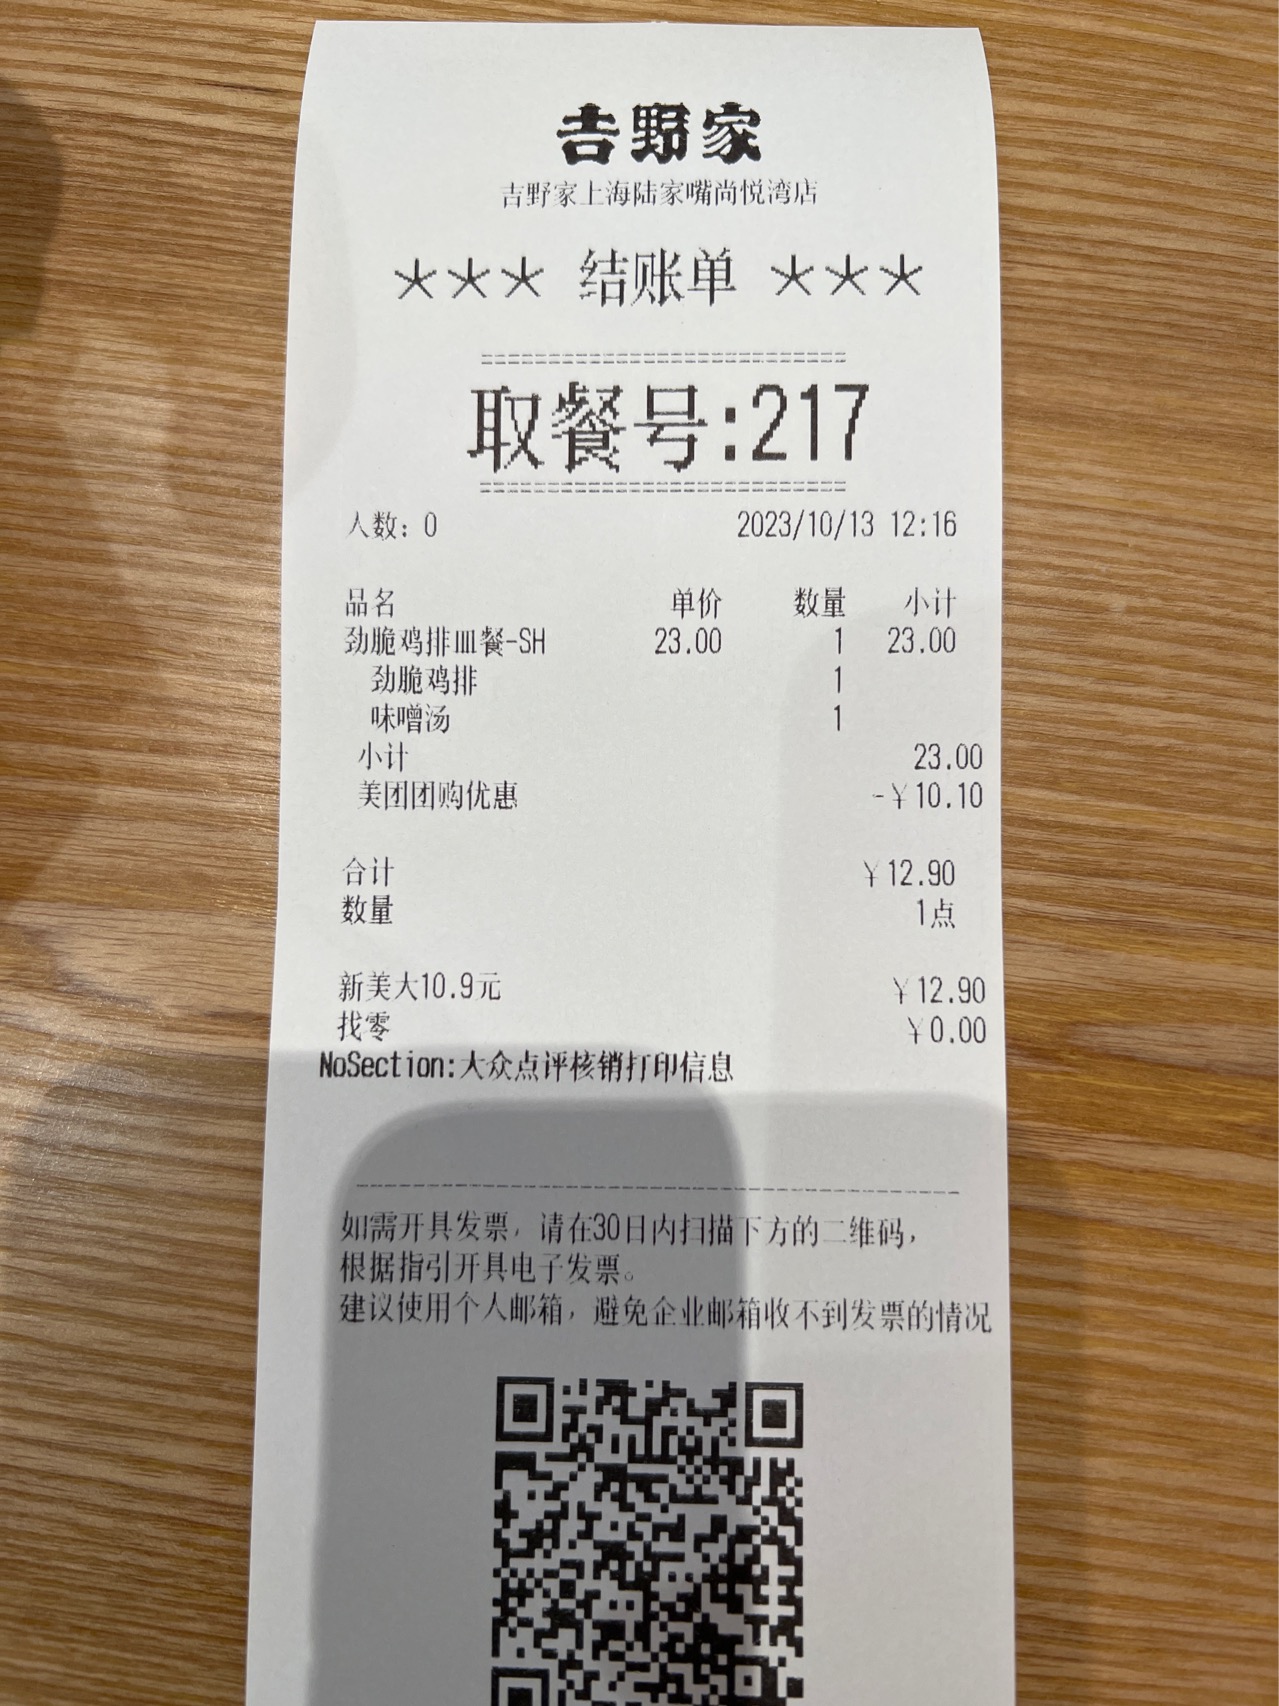 吉野家
吉野家上海陆家嘴尚悦湾店
*** 结账单 ***
===========================
取餐号:217
===========================
人数: 0 2023/10/13 12:16
品名 单价 数量 小计
劲脆鸡排皿餐-SH 23.00 1 23.00
劲脆鸡排 1
味噌汤 1
小计 23.00
美团团购优惠 -¥10.10
合计 ¥12.90
数量 1点
新美大10.9元 ¥12.90
找零 ¥0.00
NoSection:大众点评核销打印信息
如需开具发票，请在30日内扫描下方的二维码，
根据指引开具电子发票。
建议使用个人邮箱，避免企业邮箱收不到发票的情况